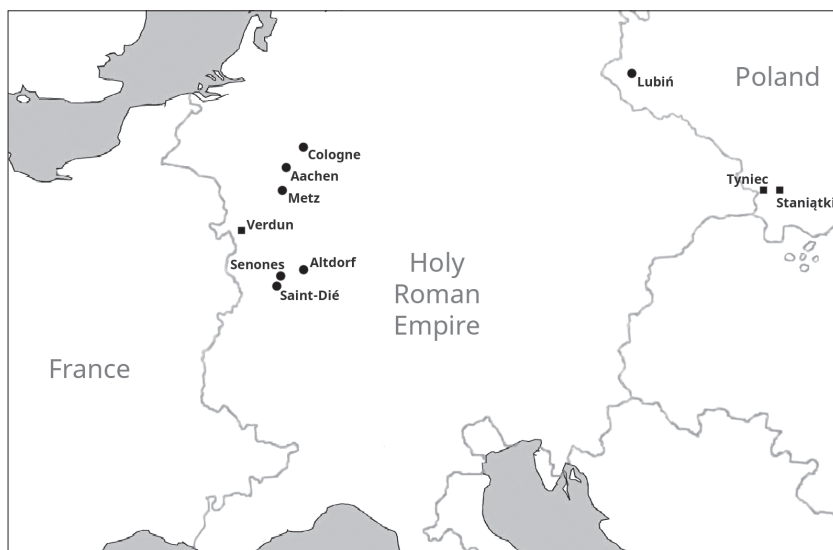 Lubiń
Poland
Cologne
Aachen
Tyniec
Metz
Staniątki
Verdun
Senones
Altdorf
Saint-Dié
Holy
Roman
Empire
France